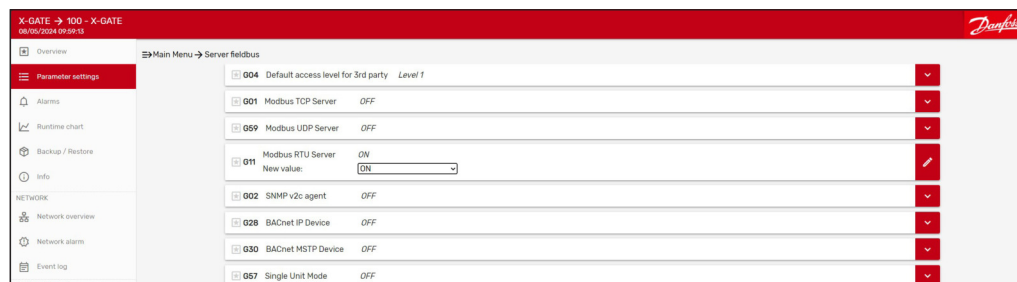 X-GATE → 100 - X-GATE
08/05/2024 09:59:13
Danfoss
Overview
Parameter settings
Alarms
Runtime chart
Backup / Restore
Info
NETWORK
Network overview
Network alarm
Event log
Main Menu → Server fieldbus
G04 Default access level for 3rd party Level 1
G01 Modbus TCP Server OFF
G59 Modbus UDP Server OFF
G11 Modbus RTU Server ON
New value: ON
G02 SNMP v2c agent OFF
G28 BACnet IP Device OFF
G30 BACnet MSTP Device OFF
G57 Single Unit Mode OFF